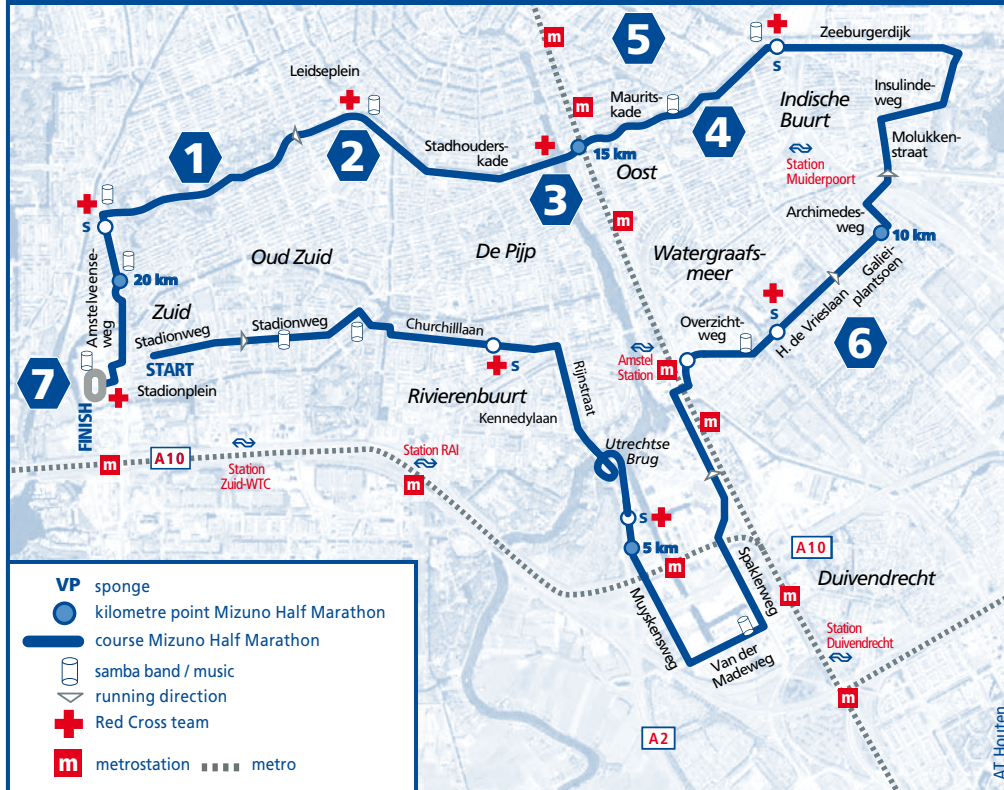 m
5
Zeeburgerdijk
S
Leidseplein
Insulinde-
weg
m
Maurits-
kade
Indische
Buurt
1
2
4
Molukken-
straat
Stadhouders-
kade
15 km
Oost
Station
Muiderpoort
3
S
m
Archimedes-
weg
10 km
Amstelveense-
weg
Oud Zuid
De Pijp
Watergraafs-
meer
Galiei-
plantsoen
20 km
H. de Vrieslaan
Zuid
Stadionweg
Stadionweg
Churchilllaan
Overzicht-
weg
S
6
START
S
Amstel
Station
m
7
Stadionplein
FINISH
Rivierenbuurt
Kennedylaan
Rijnstraat
m
Utrechtse
Brug
m
A10
Station
Zuid-WTC
Station RAI
m
S
5 km
A10
m
Spaklerweg
Duivendrecht
m
Muyskensweg
Van der
Madeweg
Station
Duivendrecht
m
A2
VP sponge
kilometre point Mizuno Half Marathon
course Mizuno Half Marathon
samba band / music
running direction
Red Cross team
m metrostation metro
AT Houten